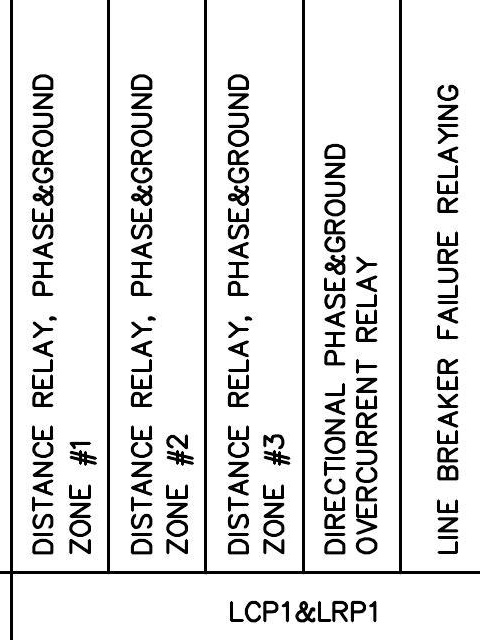 DISTANCE RELAY, PHASE&GROUND
ZONE #1
DISTANCE RELAY, PHASE&GROUND
ZONE #2
DISTANCE RELAY, PHASE&GROUND
ZONE #3
DIRECTIONAL PHASE&GROUND
OVERCURRENT RELAY
LINE BREAKER FAILURE RELAYING
LCP1&LRP1